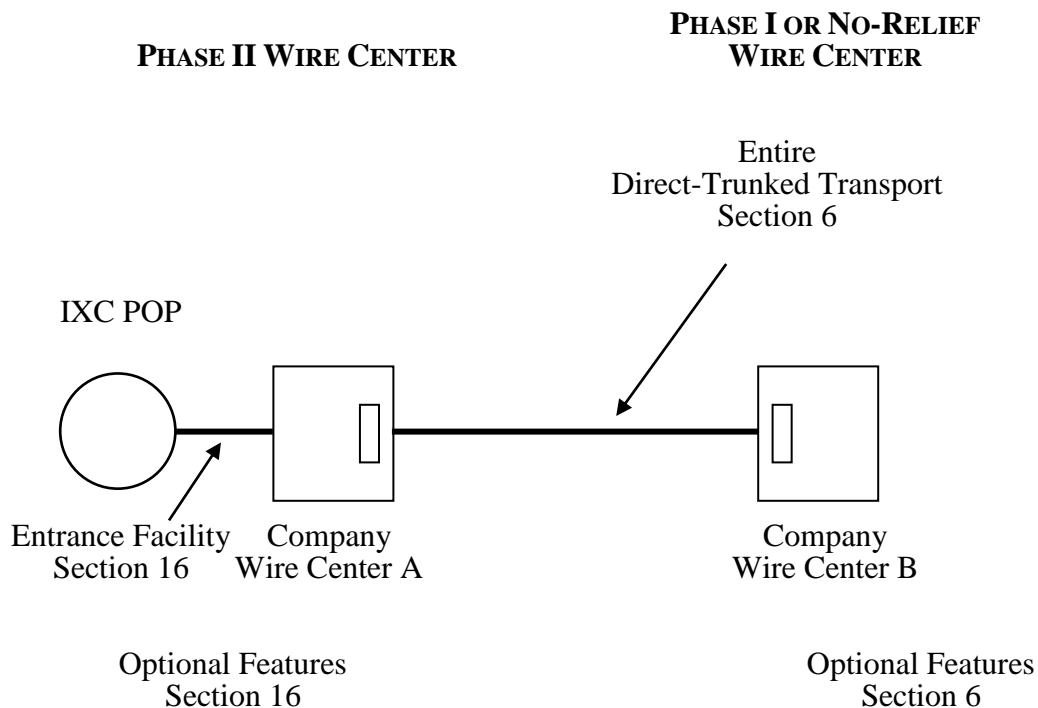 PHASE II WIRE CENTER
PHASE I OR NO-RELIEF
WIRE CENTER
Entire
Direct-Trunked Transport
Section 6
IXC POP
Entrance Facility
Section 16
Company
Wire Center A
Company
Wire Center B
Optional Features
Section 16
Optional Features
Section 6